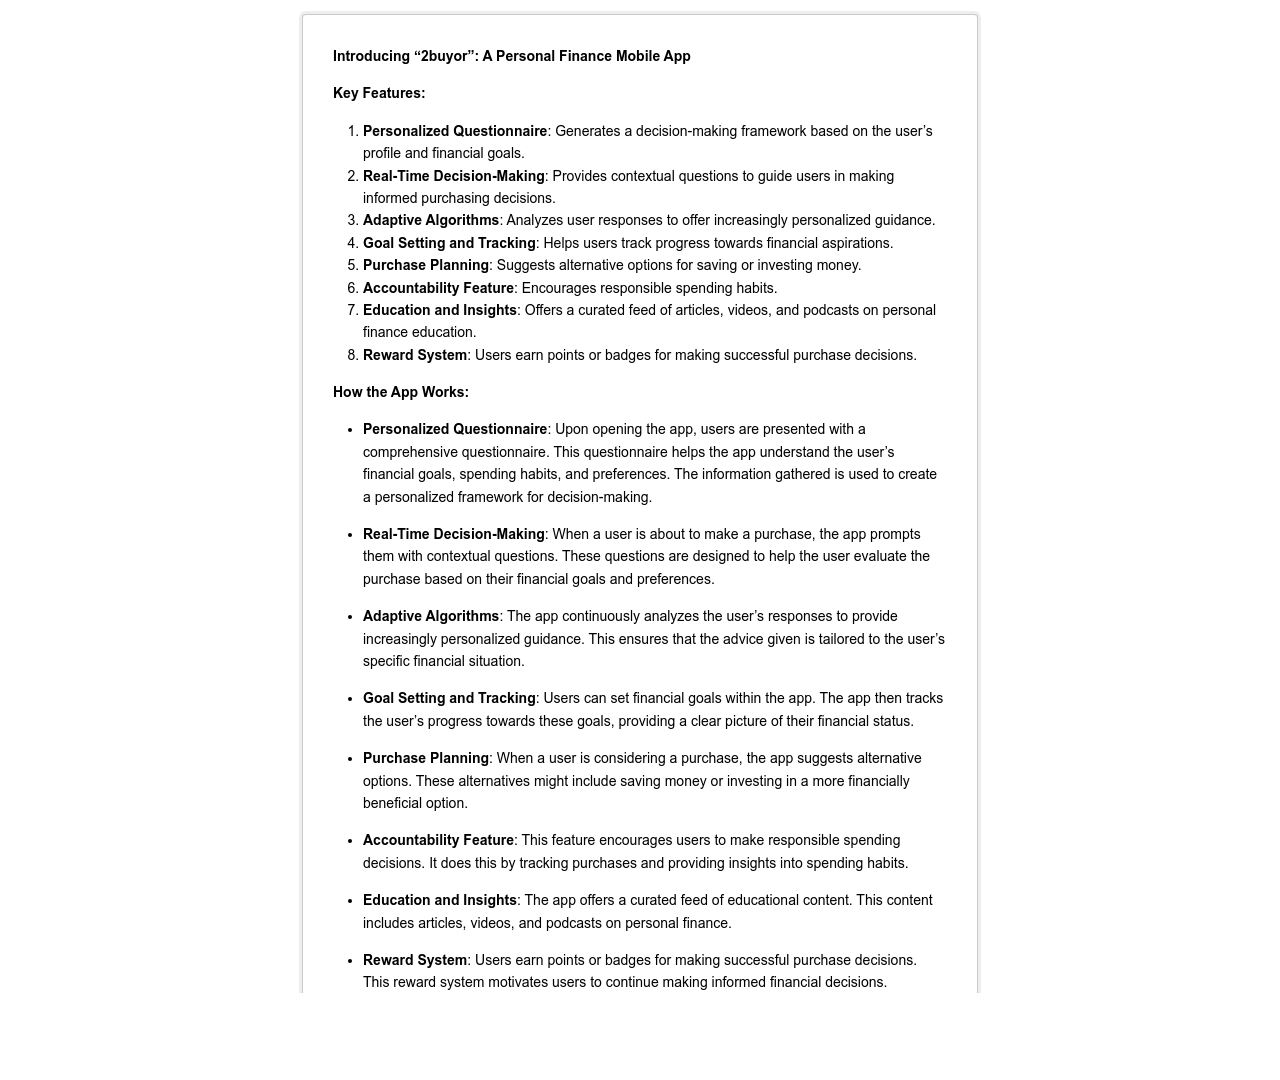 Introducing “2buyor”: A Personal Finance Mobile App
Key Features:
1. Personalized Questionnaire: Generates a decision-making framework based on the user’s
profile and financial goals.
2. Real-Time Decision-Making: Provides contextual questions to guide users in making
informed purchasing decisions.
3. Adaptive Algorithms: Analyzes user responses to offer increasingly personalized guidance.
4. Goal Setting and Tracking: Helps users track progress towards financial aspirations.
5. Purchase Planning: Suggests alternative options for saving or investing money.
6. Accountability Feature: Encourages responsible spending habits.
7. Education and Insights: Offers a curated feed of articles, videos, and podcasts on personal
finance education.
8. Reward System: Users earn points or badges for making successful purchase decisions.
How the App Works:
• Personalized Questionnaire: Upon opening the app, users are presented with a
comprehensive questionnaire. This questionnaire helps the app understand the user’s
financial goals, spending habits, and preferences. The information gathered is used to create
a personalized framework for decision-making.
• Real-Time Decision-Making: When a user is about to make a purchase, the app prompts
them with contextual questions. These questions are designed to help the user evaluate the
purchase based on their financial goals and preferences.
• Adaptive Algorithms: The app continuously analyzes the user’s responses to provide
increasingly personalized guidance. This ensures that the advice given is tailored to the user’s
specific financial situation.
• Goal Setting and Tracking: Users can set financial goals within the app. The app then tracks
the user’s progress towards these goals, providing a clear picture of their financial status.
• Purchase Planning: When a user is considering a purchase, the app suggests alternative
options. These alternatives might include saving money or investing in a more financially
beneficial option.
• Accountability Feature: This feature encourages users to make responsible spending
decisions. It does this by tracking purchases and providing insights into spending habits.
• Education and Insights: The app offers a curated feed of educational content. This content
includes articles, videos, and podcasts on personal finance.
• Reward System: Users earn points or badges for making successful purchase decisions.
This reward system motivates users to continue making informed financial decisions.